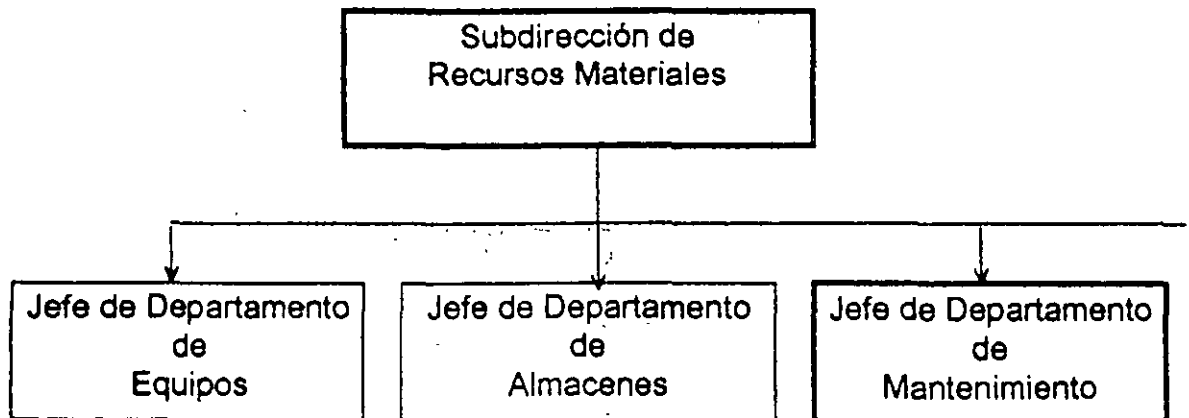 Subdirección de
Recursos Materiales
Jefe de Departamento
de
Equipos
Jefe de Departamento
de
Almacenes
Jefe de Departamento
de
Mantenimiento